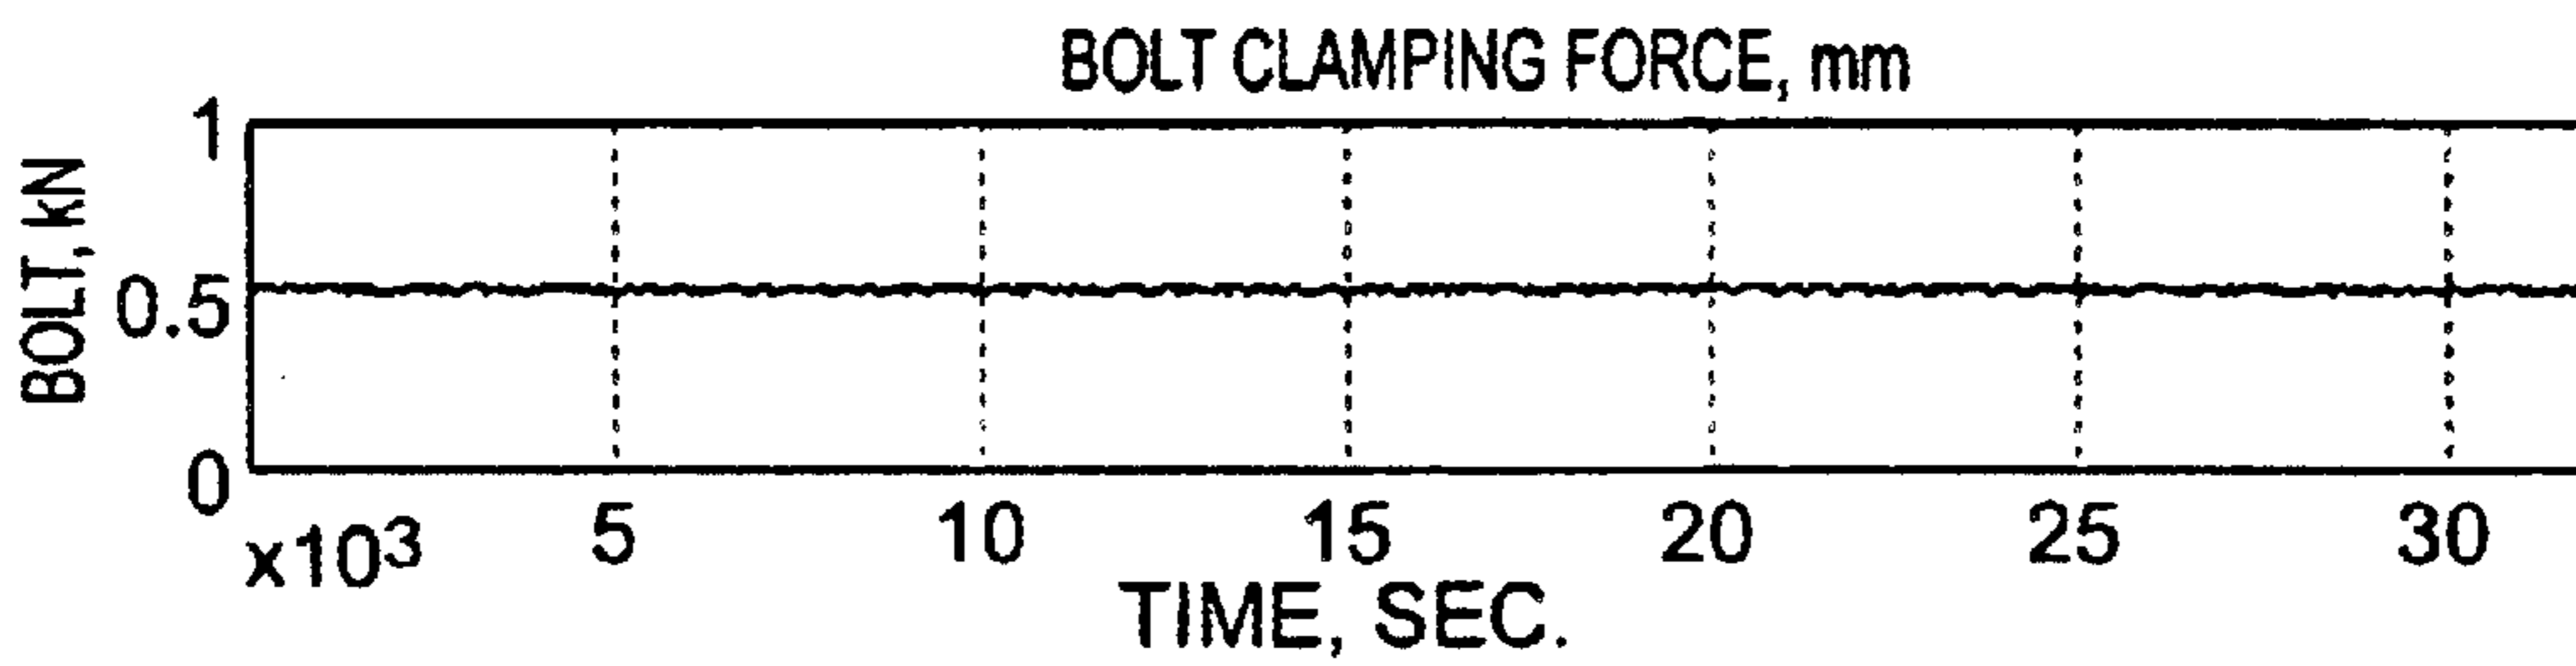 BOLT CLAMPING FORCE, mm
1
BOLT, kN
0.5
0
x10³ 5 10 15 20 25 30
TIME, SEC.